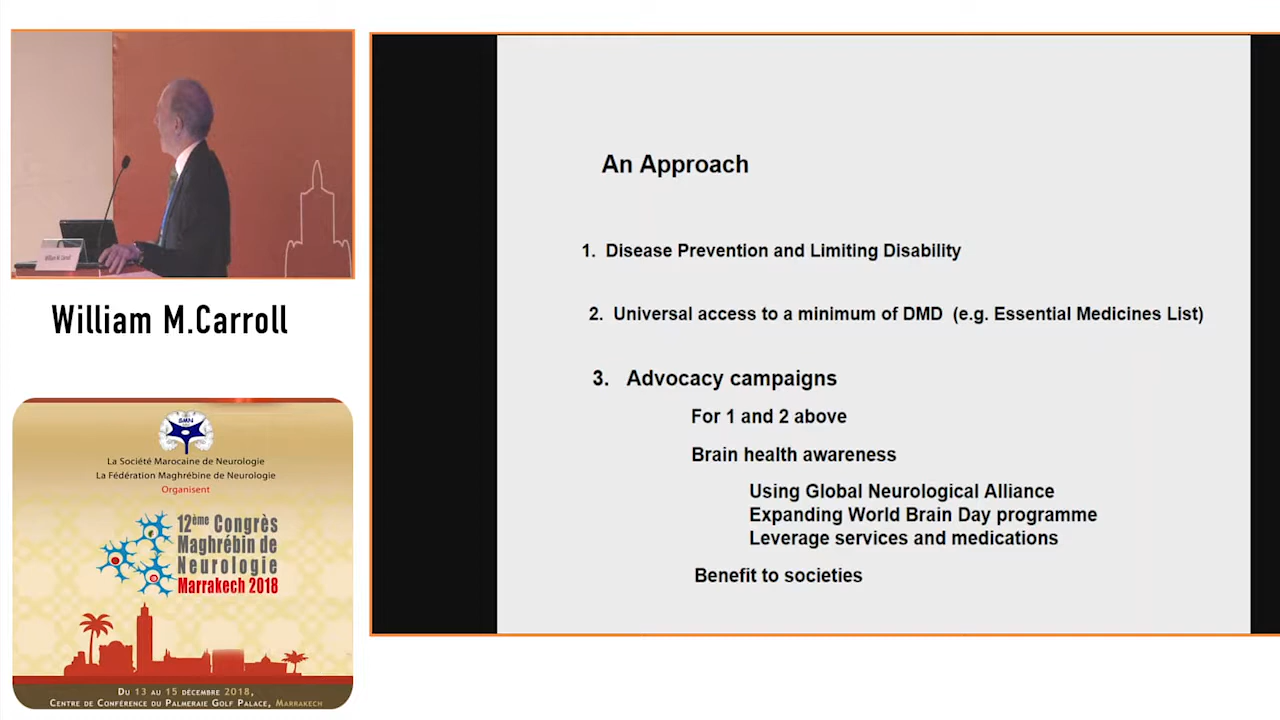 William M. Carroll
William M.Carroll
SMN
La Société Marocaine de Neurologie
La Fédération Maghrébine de Neurologie
Organisent
12ème Congrès
Maghrébin de
Neurologie
Marrakech 2018
Du 13 au 15 décembre 2018,
Centre de Conférence du Palmeraie Golf Palace, Marrakech
An Approach
1. Disease Prevention and Limiting Disability
2. Universal access to a minimum of DMD (e.g. Essential Medicines List)
3. Advocacy campaigns
For 1 and 2 above
Brain health awareness
Using Global Neurological Alliance
Expanding World Brain Day programme
Leverage services and medications
Benefit to societies